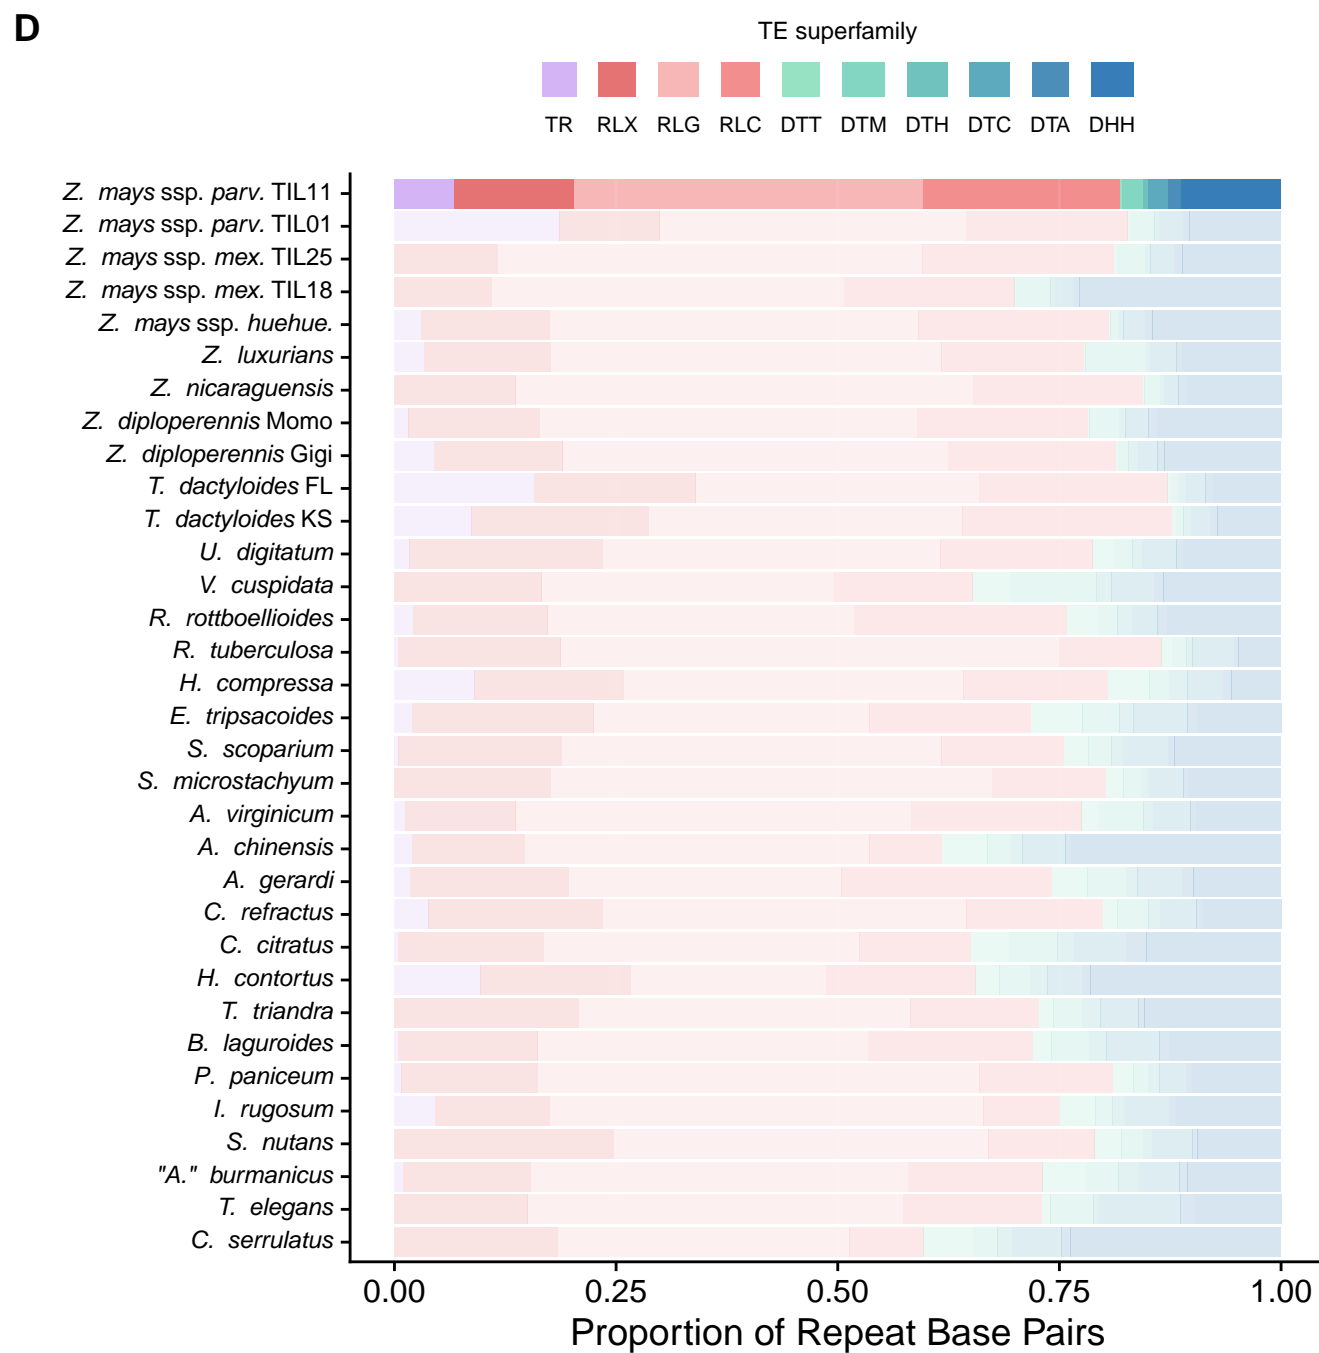 D
TE superfamily
TR RLX RLG RLC DTT DTM DTH DTC DTA DHH
Z. mays ssp. parv. TIL11
Z. mays ssp. parv. TIL01
Z. mays ssp. mex. TIL25
Z. mays ssp. mex. TIL18
Z. mays ssp. huehue.
Z. luxurians
Z. nicaraguensis
Z. diploperennis Momo
Z. diploperennis Gigi
T. dactyloides FL
T. dactyloides KS
U. digitatum
V. cuspidata
R. rottboellioides
R. tuberculosa
H. compressa
E. tripsacoides
S. scoparium
S. microstachyum
A. virginicum
A. chinensis
A. gerardi
C. refractus
C. citratus
H. contortus
T. triandra
B. laguroides
P. paniceum
I. rugosum
S. nutans
"A." burmanicus
T. elegans
C. serrulatus
0.00 0.25 0.50 0.75 1.00
Proportion of Repeat Base Pairs